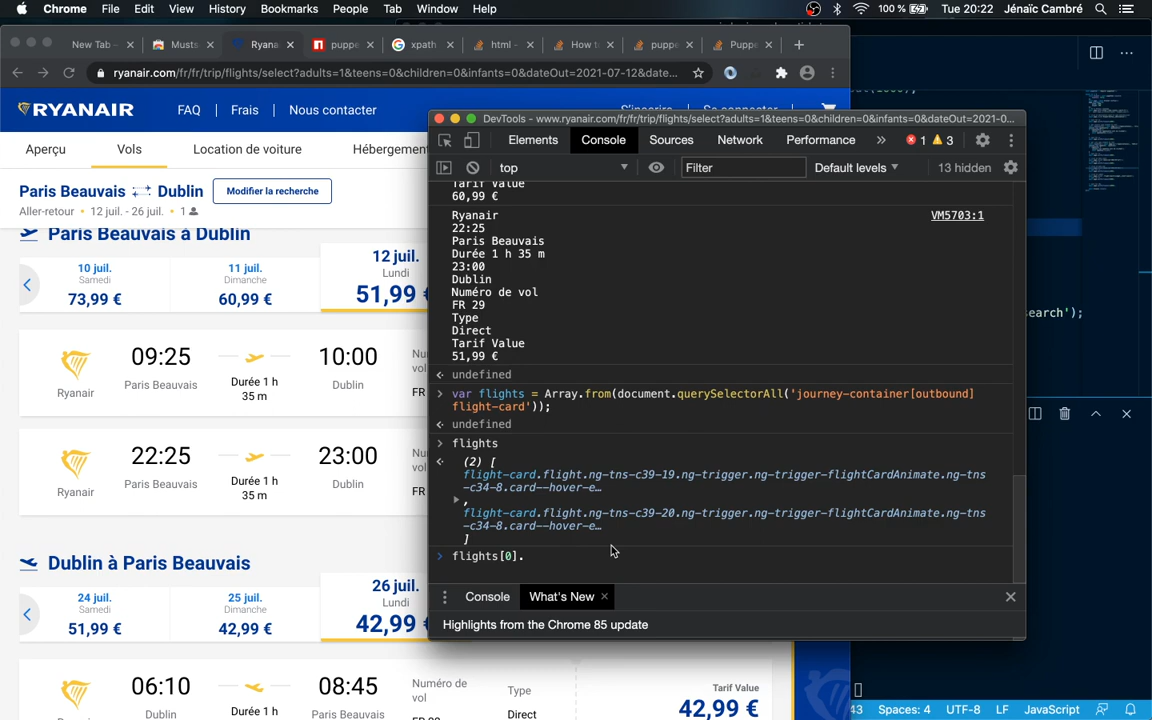 Chrome File Edit View History Bookmarks People Tab Window Help 100 % Tue 20:22 Jénaïc Cambré
New Tab Musta Ryana puppe xpath html - How to puppe Puppe
ryanair.com/fr/fr/trip/flights/select?adults=1&teens=0&children=0&infants=0&dateOut=2021-07-12&date...
RYANAIR FAQ Frais Nous contacter S'inscrire Se connecter
Aperçu Vols Location de voiture Hébergement
Paris Beauvais Dublin Modifier la recherche
Aller-retour • 12 juil. - 26 juil. • 1
Paris Beauvais à Dublin
10 juil. 11 juil. 12 juil.
Samedi Dimanche Lundi
73,99 € 60,99 € 51,99
09:25 10:00
Ryanair Paris Beauvais Durée 1 h 35 m Dublin vol FR
22:25 23:00
Ryanair Paris Beauvais Durée 1 h 35 m Dublin vol FR
Dublin à Paris Beauvais
24 juil. 25 juil. 26 juil.
Samedi Dimanche Lundi
51,99 € 42,99 € 42,99
06:10 08:45 Numéro de vol Type Tarif Value
Dublin Durée 1 h Paris Beauvais Direct 42,99 €
DevTools - www.ryanair.com/fr/fr/trip/flights/select?adults=1&teens=0&children=0&infants=0&dateOut=2021-0...
Elements Console Sources Network Performance » 1 3
top Filter Default levels 13 hidden
Tarif Value
60,99 €
Ryanair VM5703:1
22:25
Paris Beauvais
Durée 1 h 35 m
23:00
Dublin
Numéro de vol
FR 29
Type
Direct
Tarif Value
51,99 €
undefined
var flights = Array.from(document.querySelectorAll('journey-container[outbound]
flight-card'));
undefined
flights
(2) [
flight-card.flight.ng-tns-c39-19.ng-trigger.ng-trigger-flightCardAnimate.ng-tns
-c34-8.card--hover-e…
,
flight-card.flight.ng-tns-c39-20.ng-trigger.ng-trigger-flightCardAnimate.ng-tns
-c34-8.card--hover-e…
]
flights[0].
Console What's New
Highlights from the Chrome 85 update
earch');
43 Spaces: 4 UTF-8 LF JavaScript